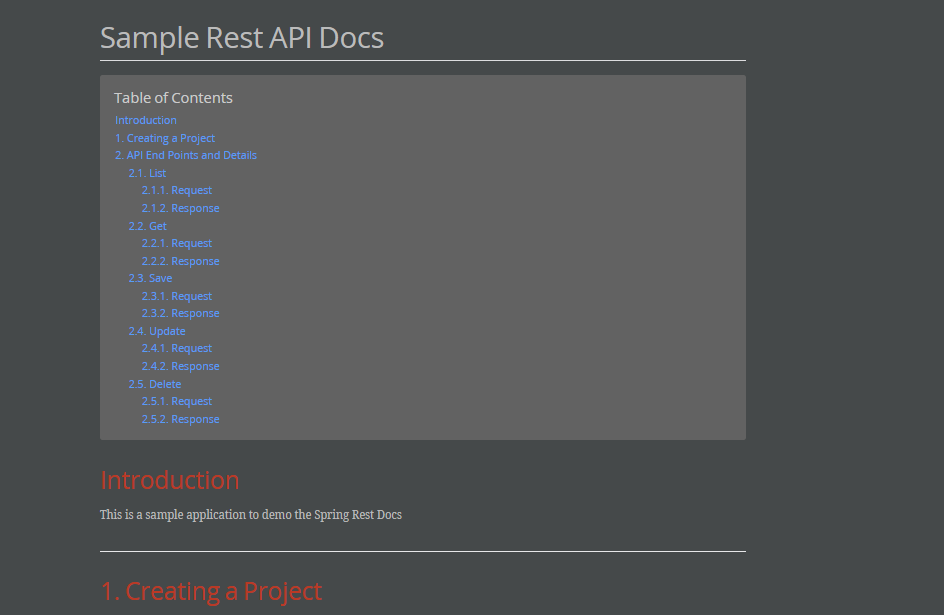 Sample Rest API Docs
Table of Contents
Introduction
1. Creating a Project
2. API End Points and Details
2.1. List
2.1.1. Request
2.1.2. Response
2.2. Get
2.2.1. Request
2.2.2. Response
2.3. Save
2.3.1. Request
2.3.2. Response
2.4. Update
2.4.1. Request
2.4.2. Response
2.5. Delete
2.5.1. Request
2.5.2. Response
Introduction
This is a sample application to demo the Spring Rest Docs
1. Creating a Project